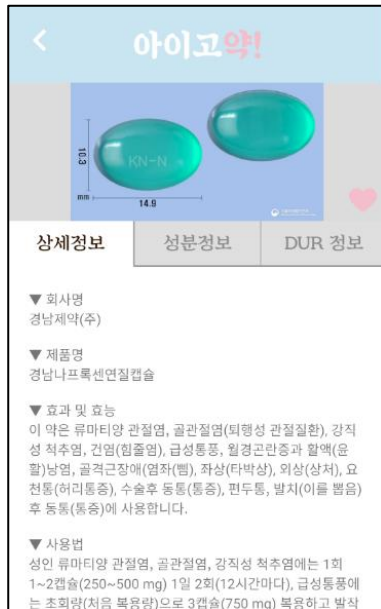 아이고약!
10.3
KN-N
mm
14.9
상세정보
성분정보
DUR 정보
▼ 회사명
경남제약(주)
▼ 제품명
경남나프록센연질캡슐
▼ 효과 및 효능
이 약은 류마티양 관절염, 골관절염(퇴행성 관절질환), 강직
성 척추염, 건염(힘줄염), 급성통풍, 월경곤란증과 활액(윤
활)낭염, 골격근장애(염좌(삠), 좌상(타박상), 외상(상처), 요
천통(허리통증), 수술후 동통(통증), 편두통, 발치(이를 뽑음)
후 동통(통증)에 사용합니다.
▼ 사용법
성인 류마티양 관절염, 골관절염, 강직성 척추염에는 1회
1~2캡슐(250~500 mg) 1일 2회(12시간마다), 급성통풍에
는 초회량(처음 복용량)으로 3캡슐(750 mg) 복용하고 발작